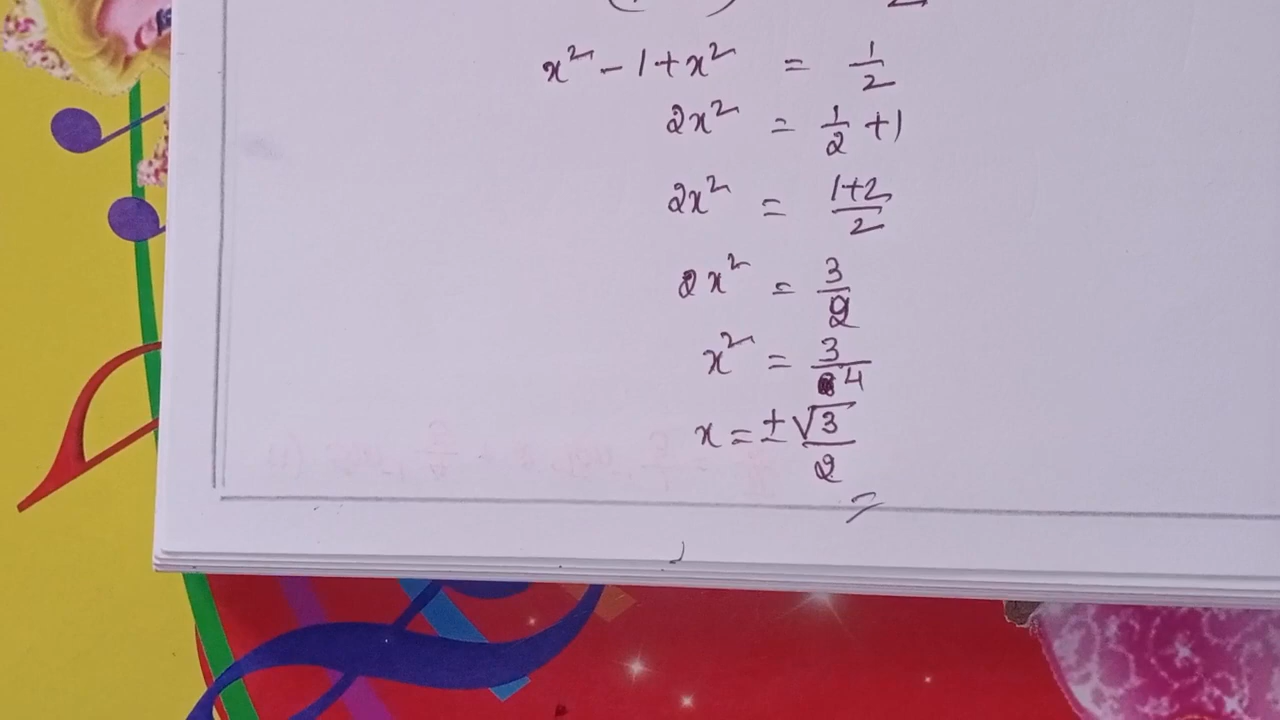 x² - 1 + x² = 1/2
2x² = 1/2 + 1
2x² = 1+2/2
2x² = 3/2
x² = 3/4
x = ± √3/2